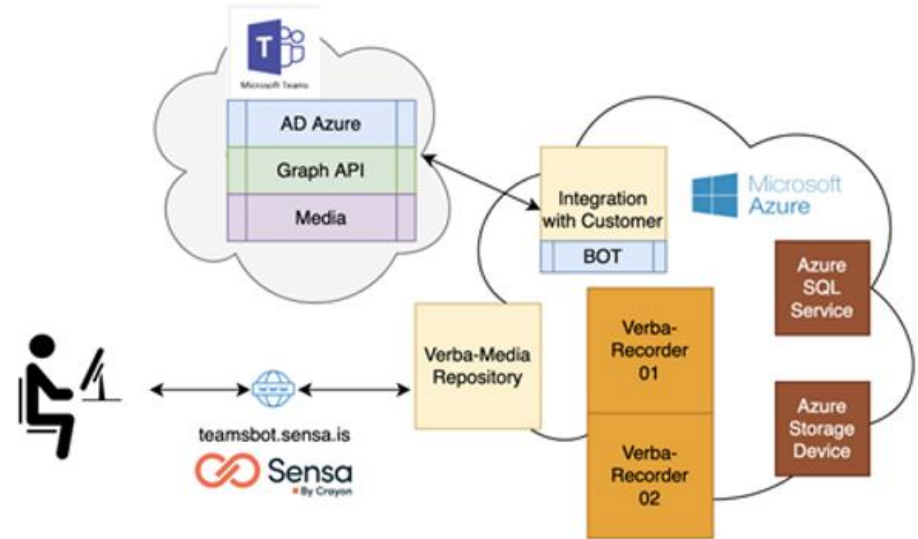 T
Microsoft Teams
AD Azure
Graph API
Media
Integration
with Customer
BOT
Microsoft
Azure
Azure
SQL
Service
Verba-Media
Repository
Verba-
Recorder
01
Verba-
Recorder
02
Azure
Storage
Device
teamsbot.sensa.is
Sensa
By Crayon